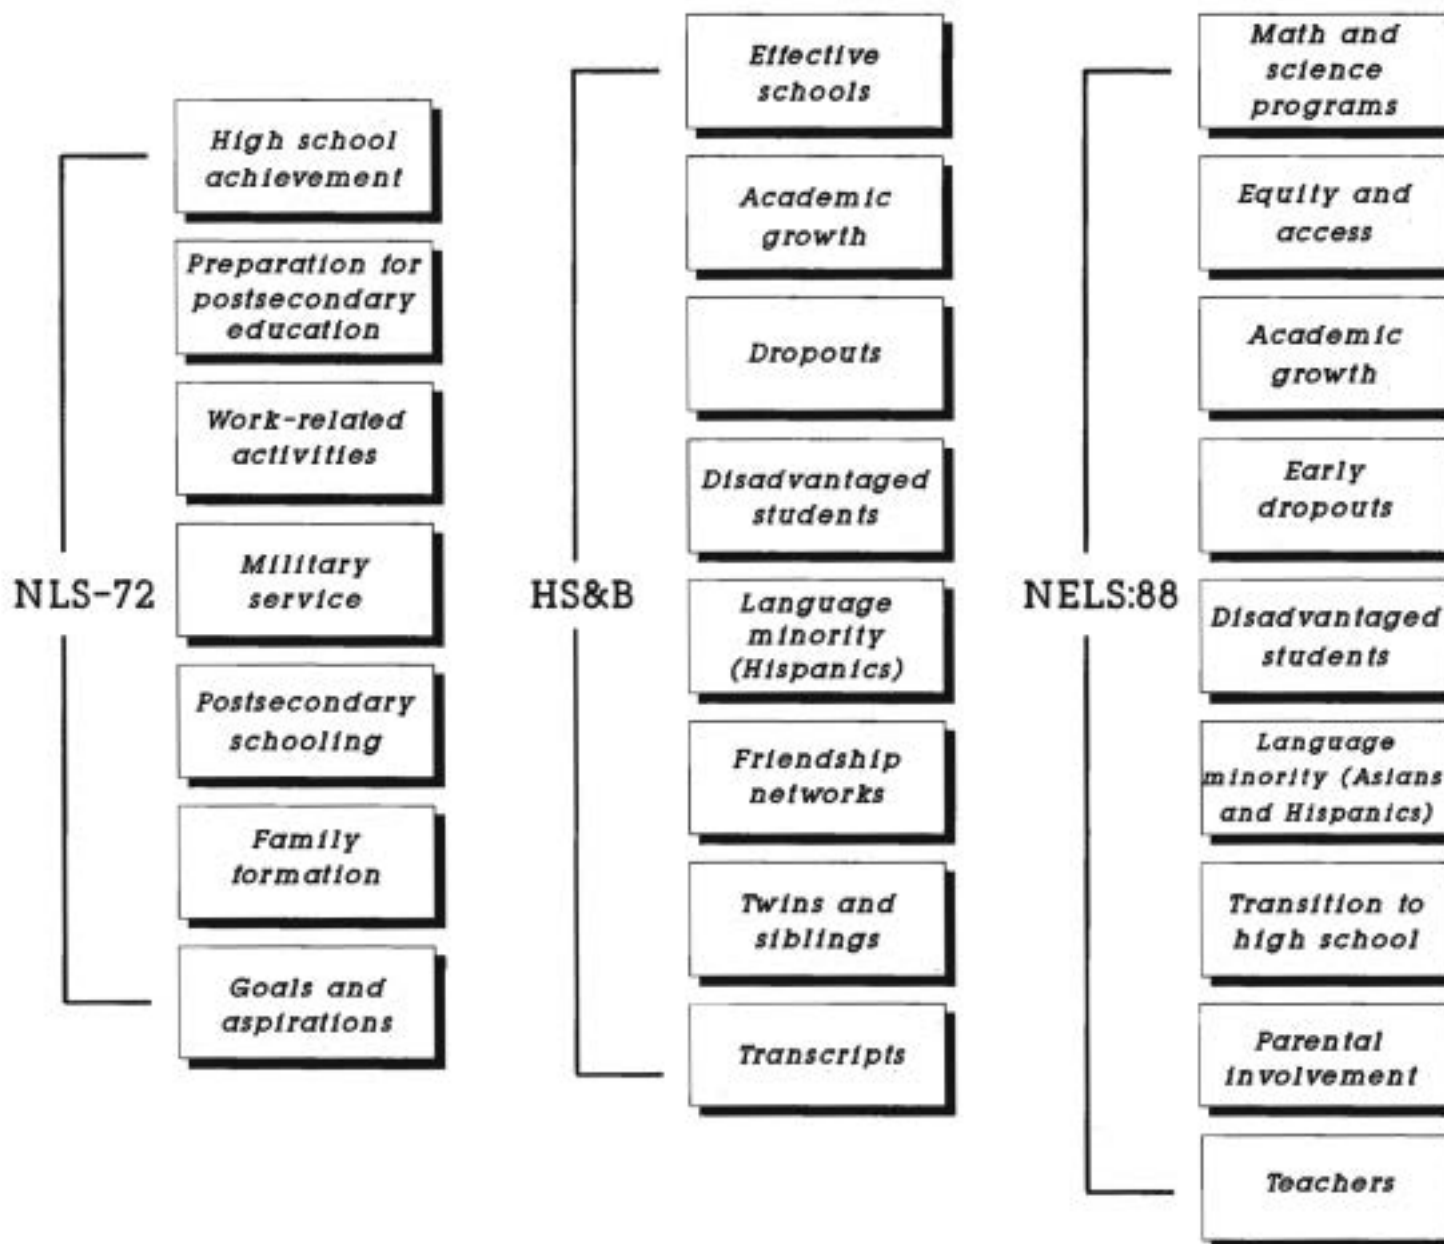 NLS-72
High school
achievement
Preparation for
postsecondary
education
Work-related
activities
Military
service
Postsecondary
schooling
Family
formation
Goals and
aspirations
HS&B
Effective
schools
Academic
growth
Dropouts
Disadvantaged
students
Language
minority
(Hispanics)
Friendship
networks
Twins and
siblings
Transcripts
NELS:88
Math and
science
programs
Equity and
access
Academic
growth
Early
dropouts
Disadvantaged
students
Language
minority (Asians
and Hispanics)
Transition to
high school
Parental
involvement
Teachers